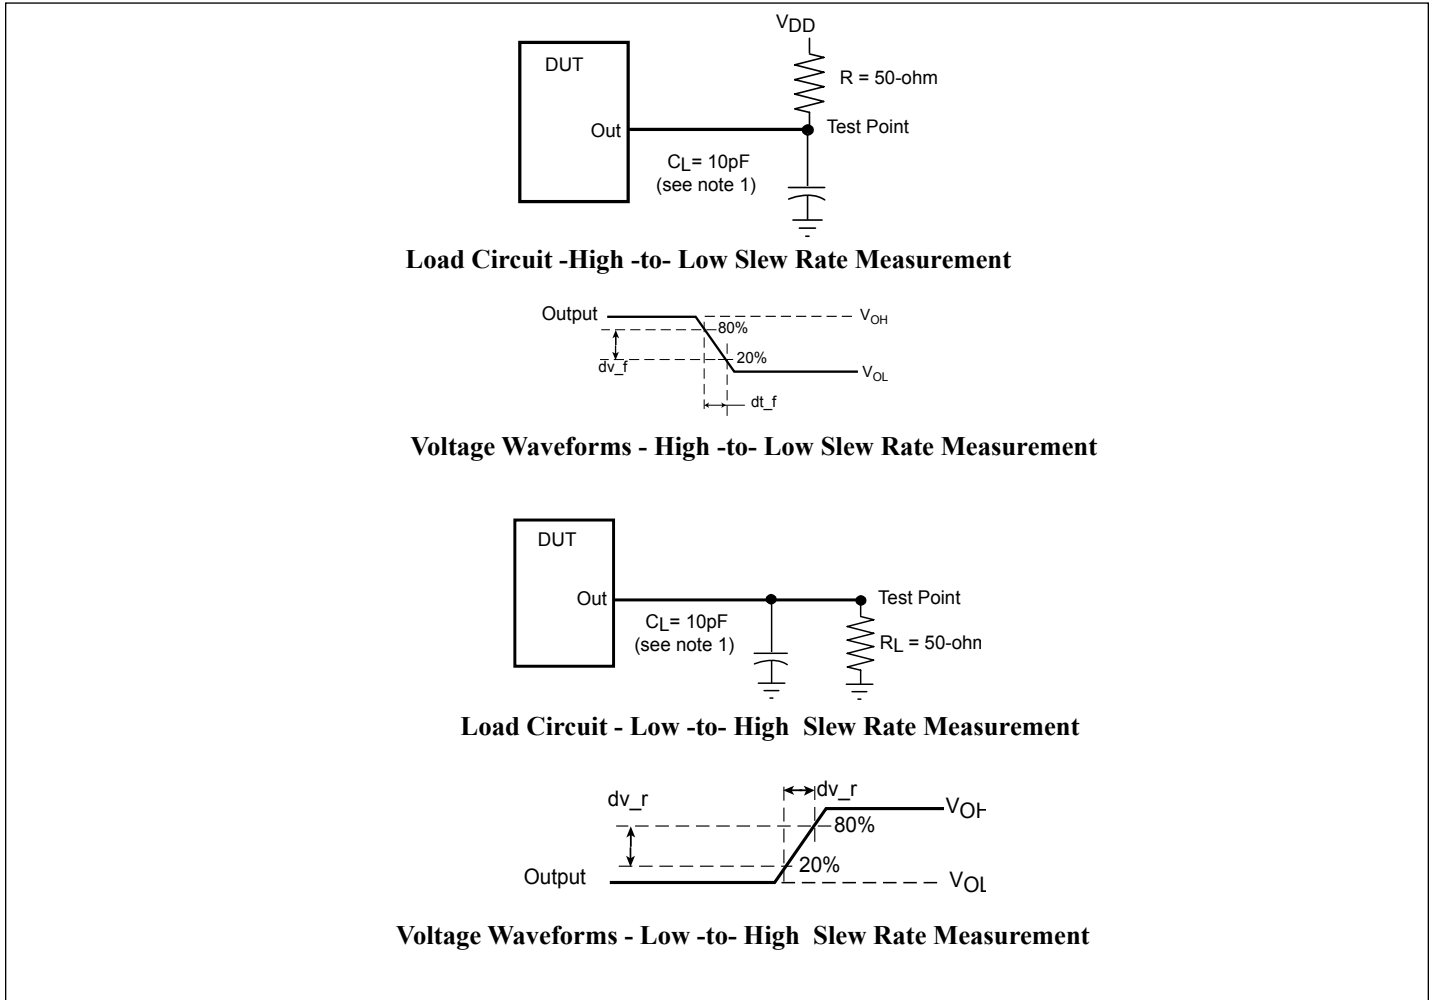 VDD
DUT
R = 50-ohm
Out
Test Point
CL= 10pF
(see note 1)
Load Circuit -High -to- Low Slew Rate Measurement
Output
VOH
80%
20%
dv_f
VOL
dt_f
Voltage Waveforms - High -to- Low Slew Rate Measurement
DUT
Out
Test Point
CL= 10pF
(see note 1)
RL = 50-ohn
Load Circuit - Low -to- High Slew Rate Measurement
dv_r
dv_r
VOH
80%
20%
Output
VOL
Voltage Waveforms - Low -to- High Slew Rate Measurement